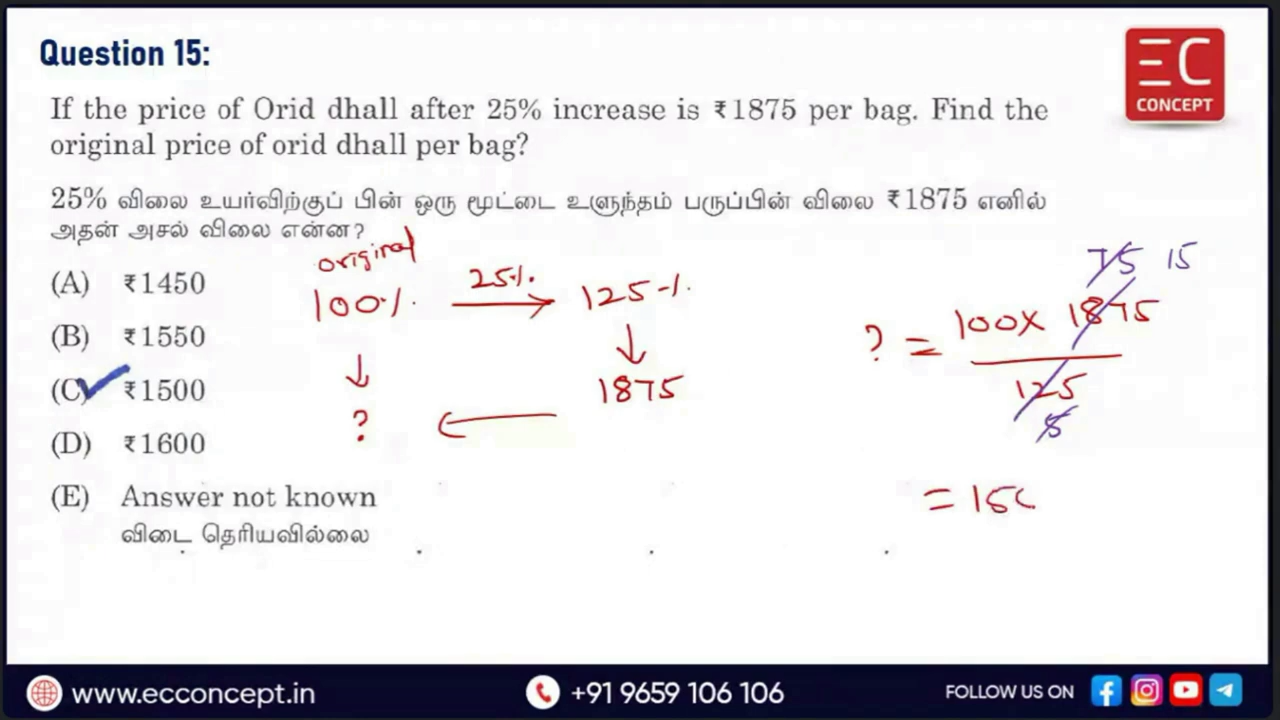 Question 15:
EC
CONCEPT
If the price of Orid dhall after 25% increase is ₹1875 per bag. Find the
original price of orid dhall per bag?
25% விலை உயர்விற்குப் பின் ஒரு மூட்டை உளுந்தம் பருப்பின் விலை ₹1875 எனில்
அதன் அசல் விலை என்ன?
(A) ₹1450
(B) ₹1550
(C) ₹1500
(D) ₹1600
(E) Answer not known
விடை தெரியவில்லை
original
100% 25% 125%
1875
?
75 15
? = 100 x 1875
125
5
= 150
www.ecconcept.in
+91 9659 106 106
FOLLOW US ON